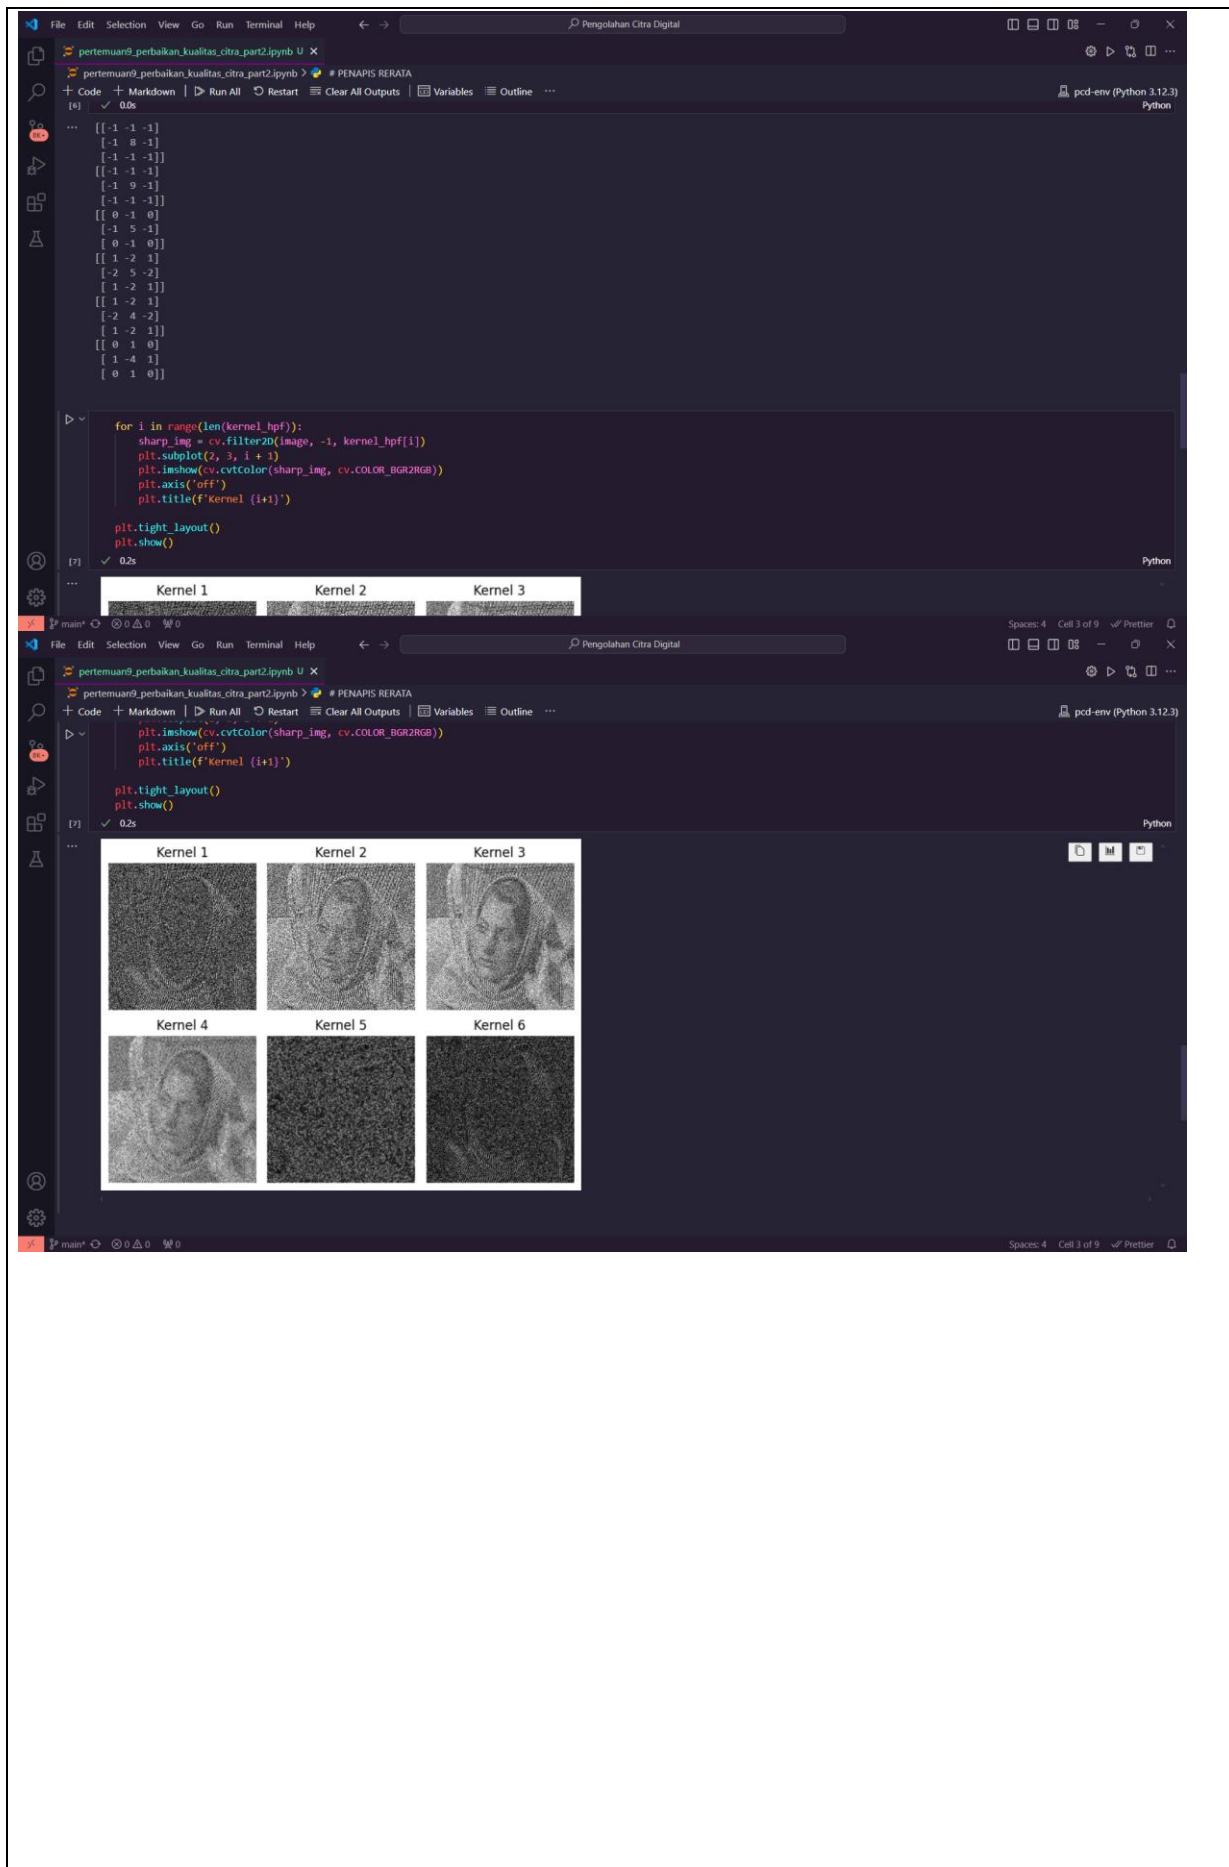 File Edit Selection View Go Run Terminal Help Pengolahan Citra Digital
pertemuan9_perbaikan_kualitas_citra_part2.ipynb U
pertemuan9_perbaikan_kualitas_citra_part2.ipynb > # PENAPIS RERATA
+ Code + Markdown | Run All Restart Clear All Outputs | Variables Outline ... pcd-env (Python 3.12.3)
[6] 0.0s Python
[[-1 -1 -1]
[-1 8 -1]
[-1 -1 -1]]
[[-1 -1 -1]
[-1 9 -1]
[-1 -1 -1]]
[[ 0 -1 0]
[-1 5 -1]
[ 0 -1 0]]
[[ 1 -2 1]
[-2 5 -2]
[ 1 -2 1]]
[[ 1 -2 1]
[-2 4 -2]
[ 1 -2 1]]
[[ 0 1 0]
[ 1 -4 1]
[ 0 1 0]]
for i in range(len(kernel_hpf)):
sharp_img = cv.filter2D(image, -1, kernel_hpf[i])
plt.subplot(2, 3, i + 1)
plt.imshow(cv.cvtColor(sharp_img, cv.COLOR_BGR2RGB))
plt.axis('off')
plt.title(f'Kernel {i+1}')
plt.tight_layout()
plt.show()
[7] 0.2s Python
Kernel 1 Kernel 2 Kernel 3
main* 0 0 0 Spaces: 4 Cell 3 of 9 Prettier
File Edit Selection View Go Run Terminal Help Pengolahan Citra Digital
pertemuan9_perbaikan_kualitas_citra_part2.ipynb U
pertemuan9_perbaikan_kualitas_citra_part2.ipynb > # PENAPIS RERATA
+ Code + Markdown | Run All Restart Clear All Outputs | Variables Outline ... pcd-env (Python 3.12.3)
plt.imshow(cv.cvtColor(sharp_img, cv.COLOR_BGR2RGB))
plt.axis('off')
plt.title(f'Kernel {i+1}')
plt.tight_layout()
plt.show()
[7] 0.2s Python
Kernel 1 Kernel 2 Kernel 3
Kernel 4 Kernel 5 Kernel 6
main* 0 0 0 Spaces: 4 Cell 3 of 9 Prettier